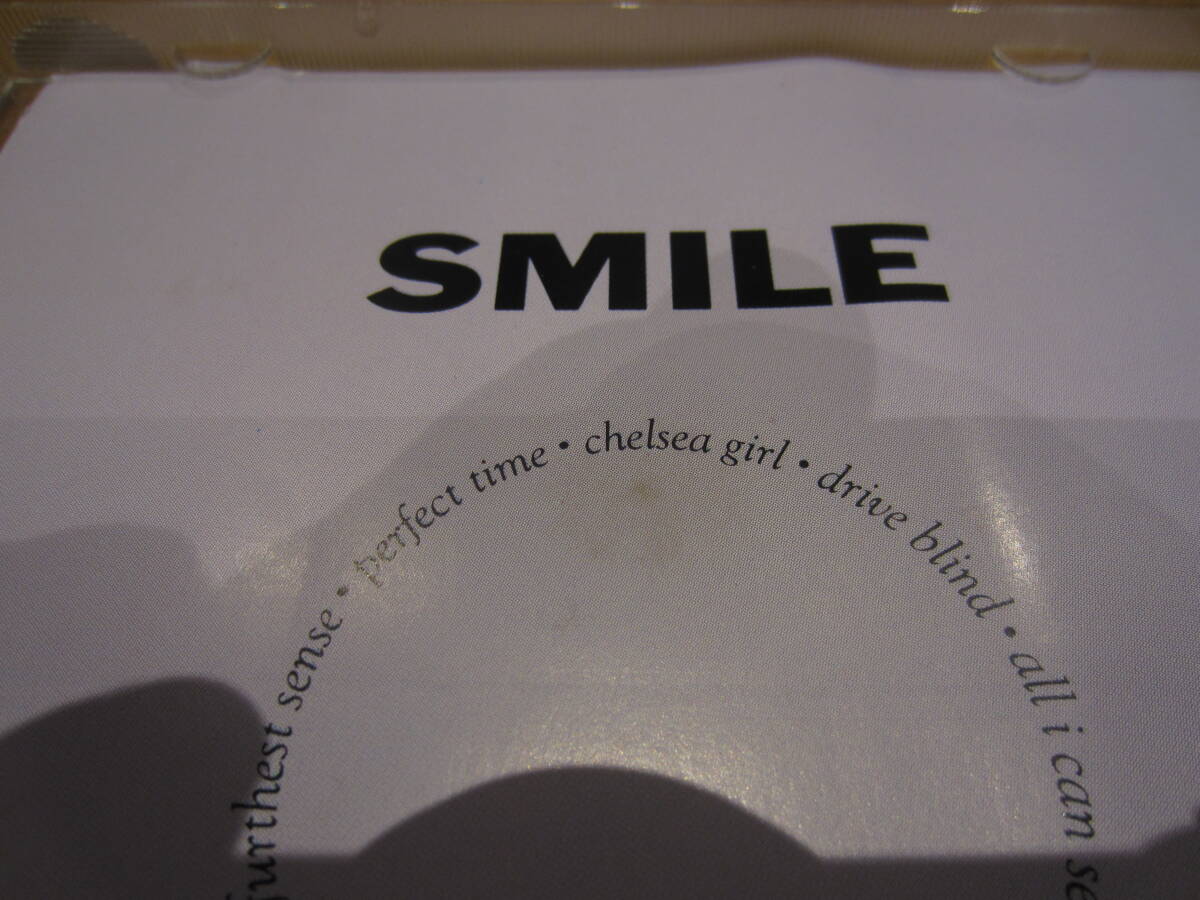 SMILE
furthest sense • perfect time • chelsea girl • drive blind • all i can